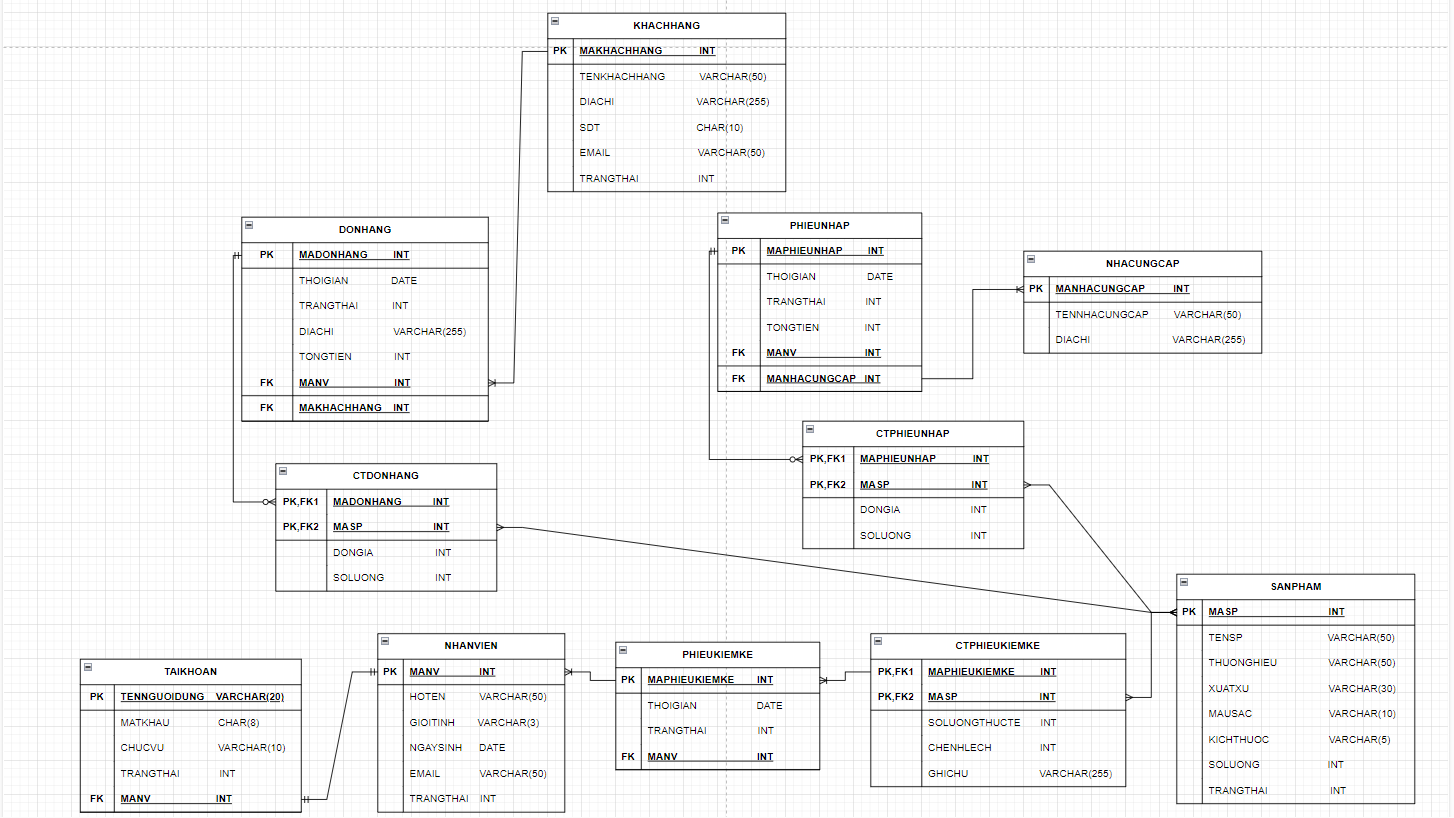 KHACHHANG
PK MAKHACHHANG INT
TENKHACHHANG VARCHAR(50)
DIACHI VARCHAR(255)
SDT CHAR(10)
EMAIL VARCHAR(50)
TRANGTHAI INT
DONHANG
PK MADONHANG INT
THOIGIAN DATE
TRANGTHAI INT
DIACHI VARCHAR(255)
TONGTIEN INT
FK MANV INT
FK MAKHACHHANG INT
PHIEUNHAP
PK MAPHIEUNHAP INT
THOIGIAN DATE
TRANGTHAI INT
TONGTIEN INT
FK MANV INT
FK MANHACUNGCAP INT
NHACUNGCAP
PK MANHACUNGCAP INT
TENNHACUNGCAP VARCHAR(50)
DIACHI VARCHAR(255)
CTDONHANG
PK,FK1 MADONHANG INT
PK,FK2 MASP INT
DONGIA INT
SOLUONG INT
CTPHIEUNHAP
PK,FK1 MAPHIEUNHAP INT
PK,FK2 MASP INT
DONGIA INT
SOLUONG INT
TAIKHOAN
PK TENNGUOIDUNG VARCHAR(20)
MATKHAU CHAR(8)
CHUCVU VARCHAR(10)
TRANGTHAI INT
FK MANV INT
NHANVIEN
PK MANV INT
HOTEN VARCHAR(50)
GIOITINH VARCHAR(3)
NGAYSINH DATE
EMAIL VARCHAR(50)
TRANGTHAI INT
PHIEUKIEMKE
PK MAPHIEUKIEMKE INT
THOIGIAN DATE
TRANGTHAI INT
FK MANV INT
CTPHIEUKIEMKE
PK,FK1 MAPHIEUKIEMKE INT
PK,FK2 MASP INT
SOLUONGTHUCTE INT
CHENHLECH INT
GHICHU VARCHAR(255)
SANPHAM
PK MASP INT
TENSP VARCHAR(50)
THUONGHIEU VARCHAR(50)
XUATXU VARCHAR(30)
MAUSAC VARCHAR(10)
KICHTHUOC VARCHAR(5)
SOLUONG INT
TRANGTHAI INT